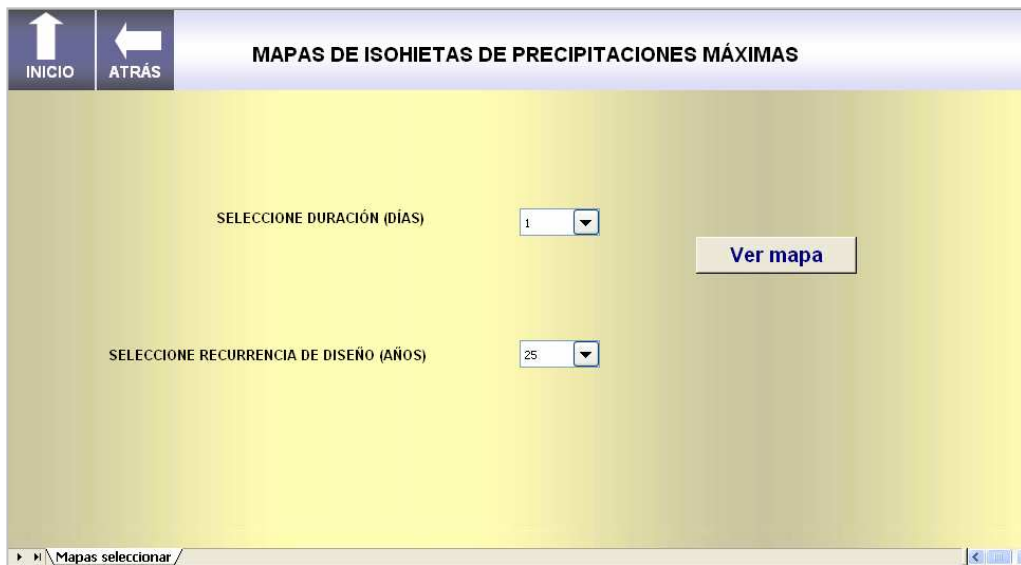 INICIO
ATRÁS
MAPAS DE ISOHIETAS DE PRECIPITACIONES MÁXIMAS
SELECCIONE DURACIÓN (DÍAS)
1
Ver mapa
SELECCIONE RECURRENCIA DE DISEÑO (AÑOS)
25
Mapas seleccionar